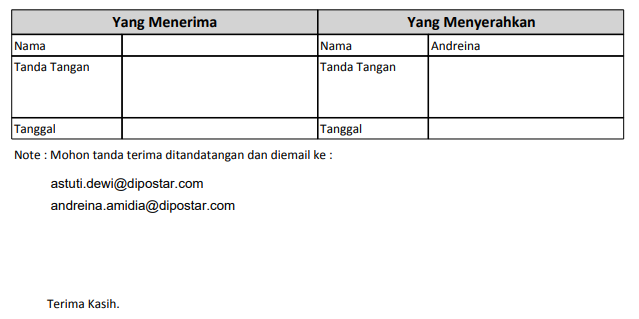 Yang Menerima Yang Menyerahkan
Nama Nama Andreina
Tanda Tangan Tanda Tangan
Tanggal Tanggal
Note : Mohon tanda terima ditandatangan dan diemail ke :
astuti.dewi@dipostar.com
andreina.amidia@dipostar.com
Terima Kasih.